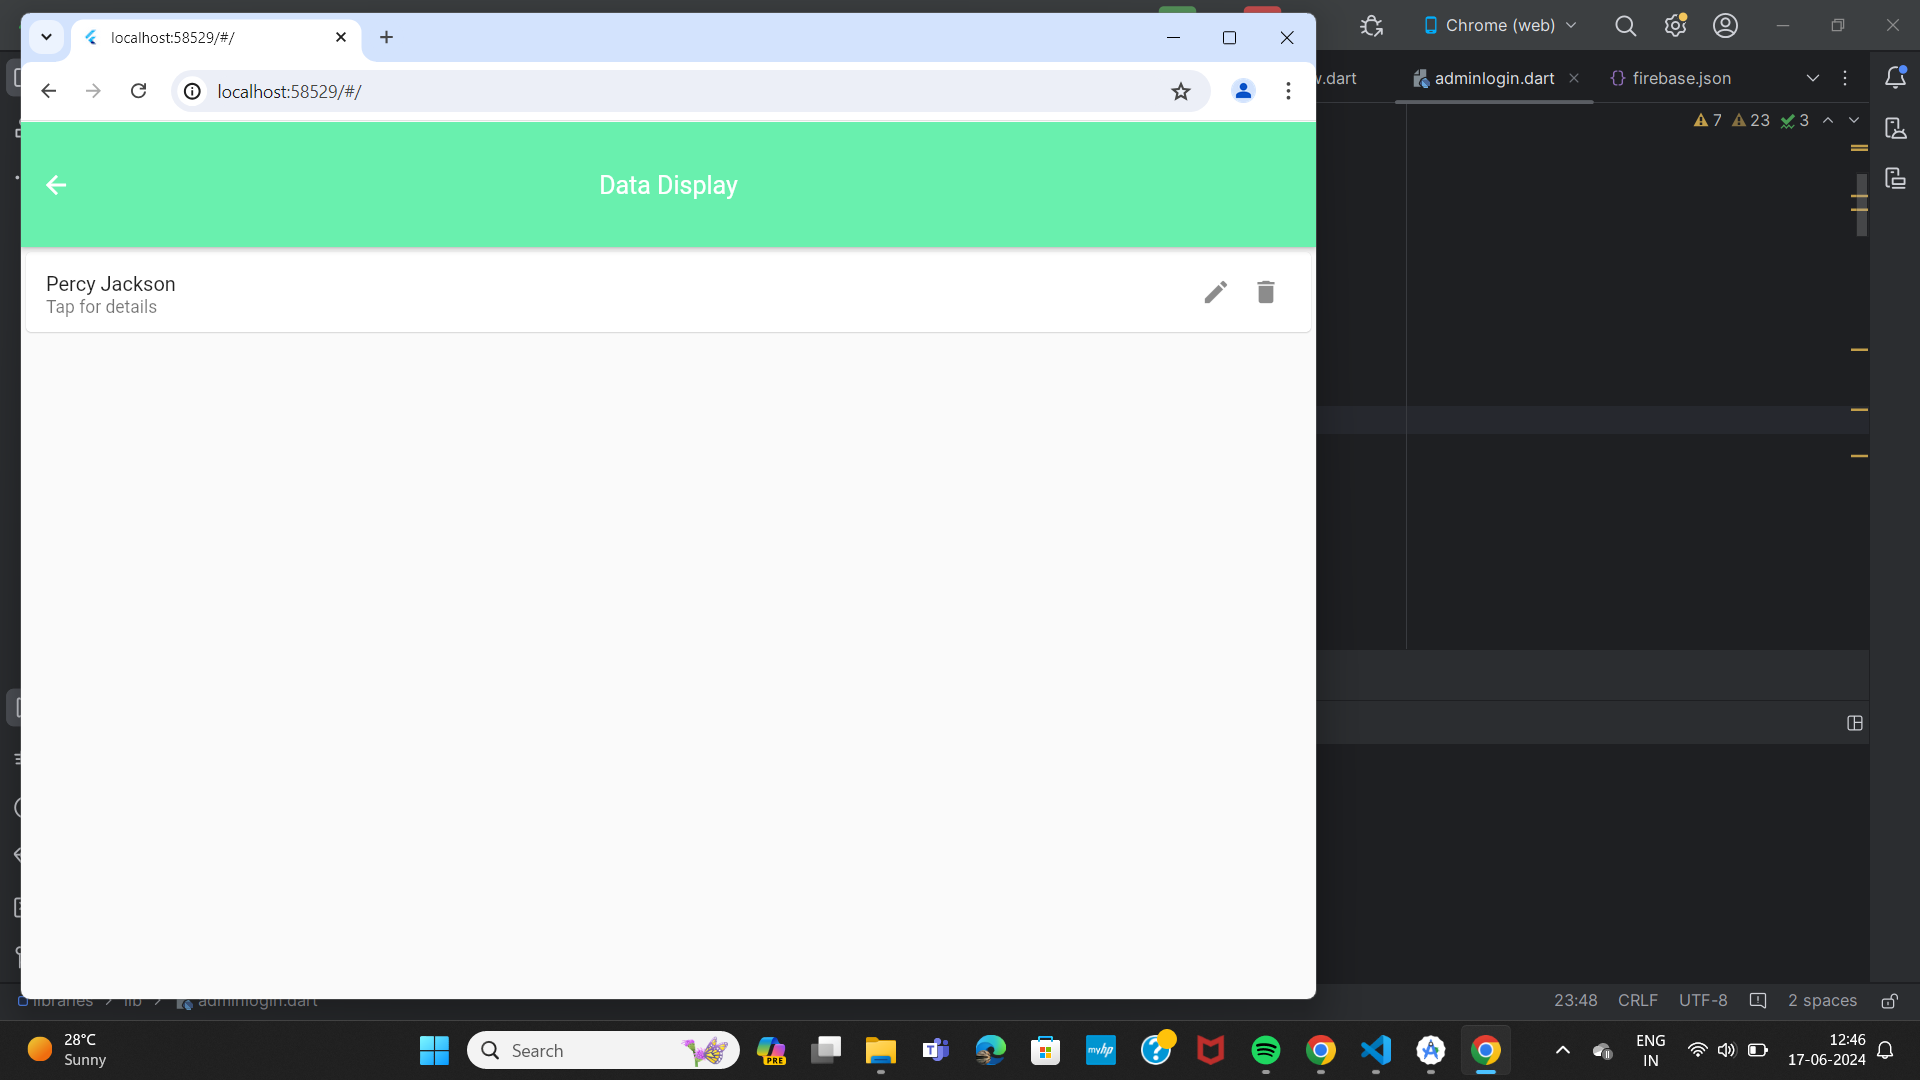 localhost:58529/#/
Chrome (web)
localhost:58529/#/
.dart
adminlogin.dart
firebase.json
7
23
3
Data Display
Percy Jackson
Tap for details
libraries
lib
adminlogin.dart
23:48
CRLF
UTF-8
2 spaces
28°C
Sunny
Search
PRE
myhp
ENG
IN
12:46
17-06-2024